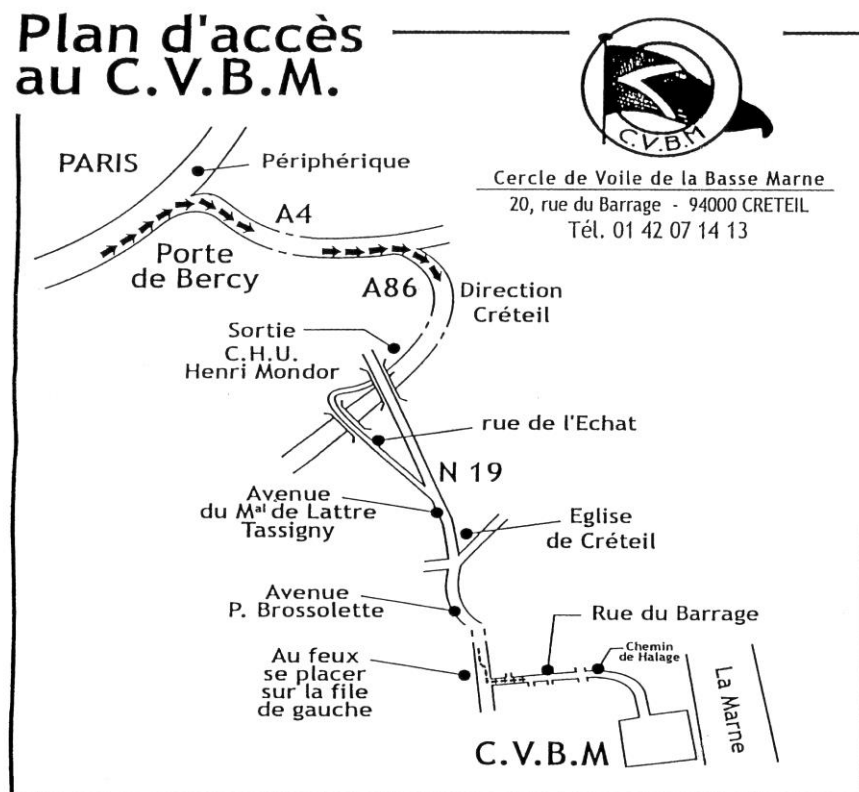 Plan d'accès
au C.V.B.M.
C.V.B.M
Cercle de Voile de la Basse Marne
20, rue du Barrage - 94000 CRETEIL
Tél. 01 42 07 14 13
PARIS
Périphérique
A4
Porte
de Bercy
A86
Direction
Créteil
Sortie
C.H.U.
Henri Mondor
rue de l'Echat
N 19
Avenue
du Mal de Lattre
Tassigny
Eglise
de Créteil
Avenue
P. Brossolette
Rue du Barrage
Chemin
de Halage
Au feux
se placer
sur la file
de gauche
La Marne
C.V.B.M